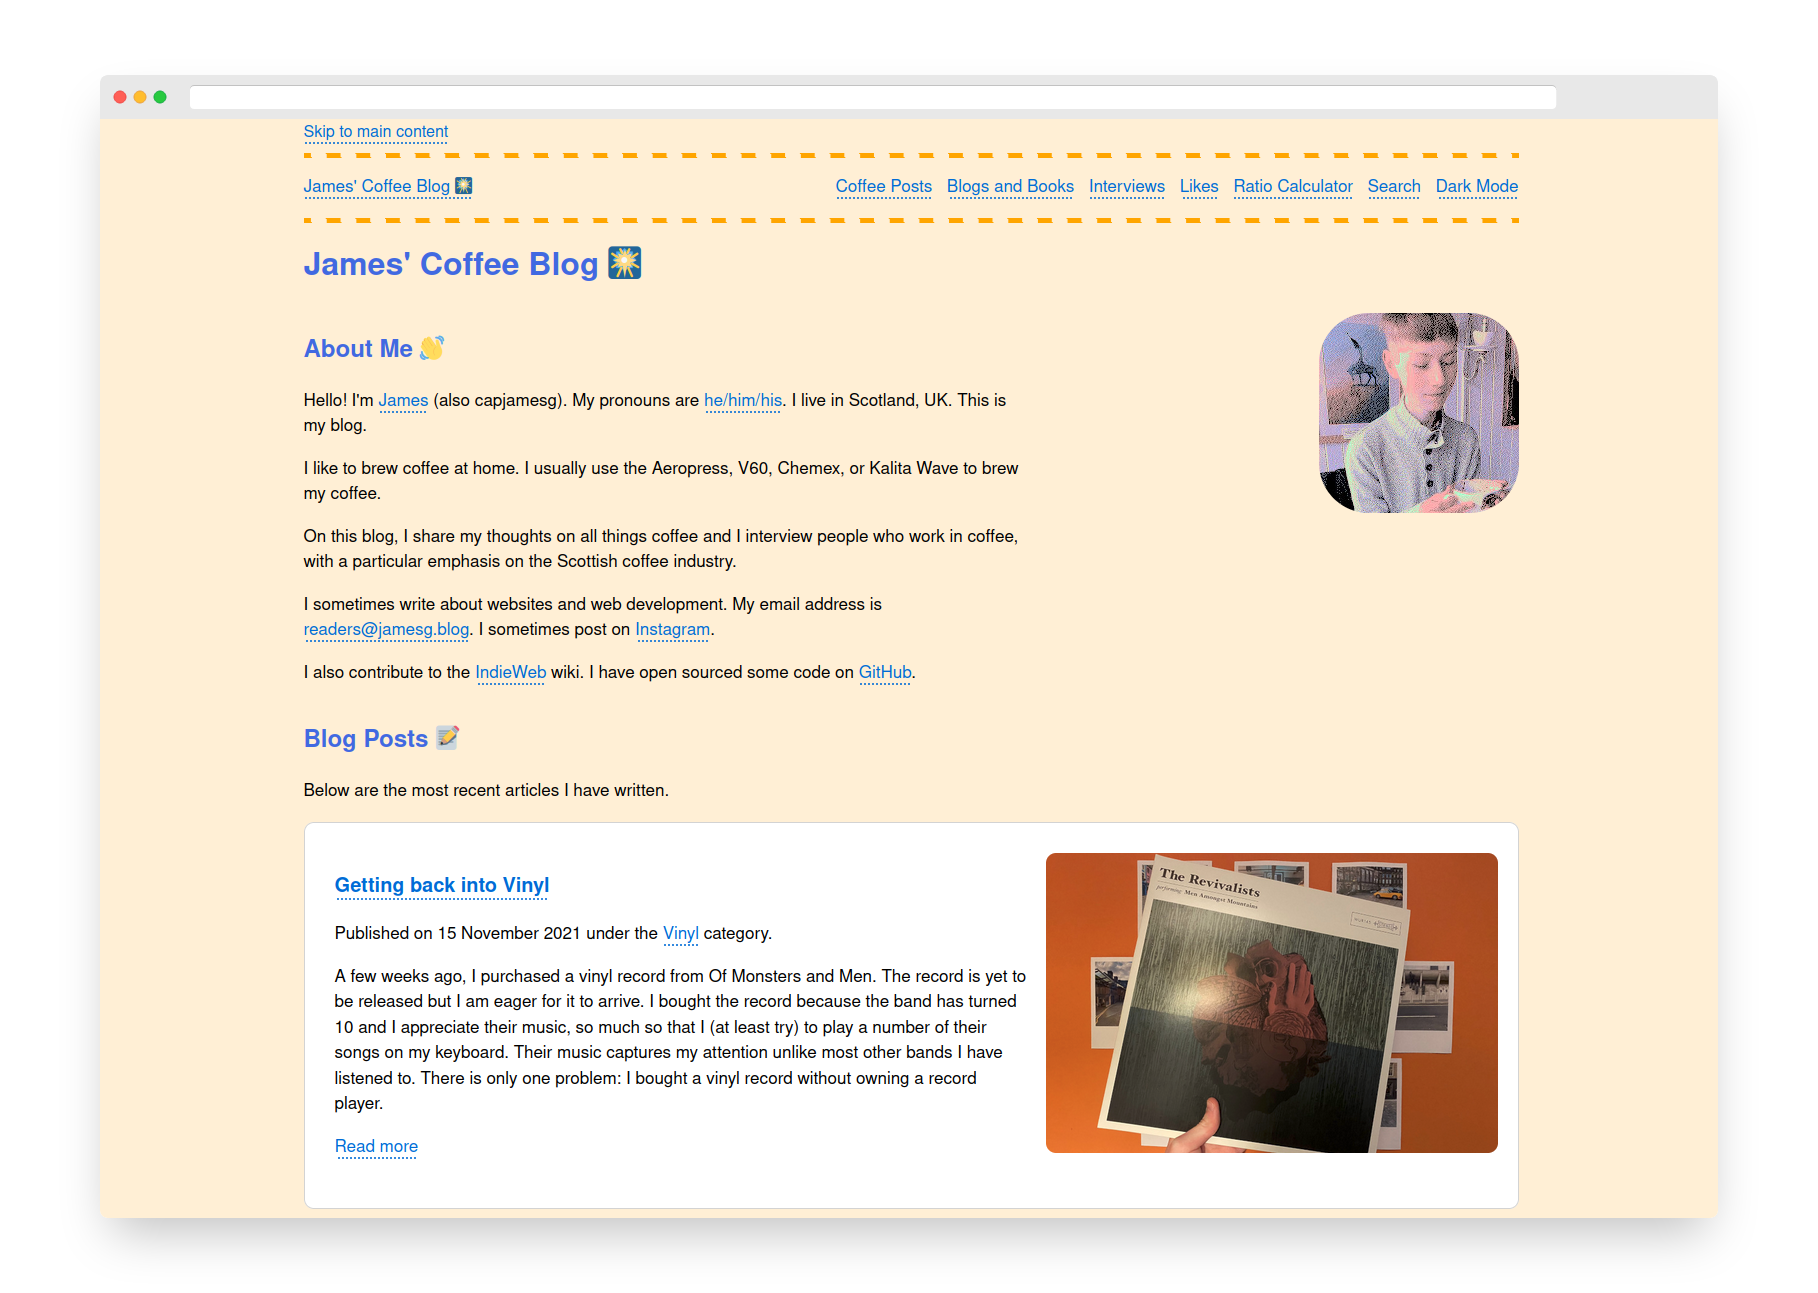 Skip to main content
James' Coffee Blog
Coffee Posts Blogs and Books Interviews Likes Ratio Calculator Search Dark Mode
James' Coffee Blog
About Me
Hello! I'm James (also capjamesg). My pronouns are he/him/his. I live in Scotland, UK. This is
my blog.
I like to brew coffee at home. I usually use the Aeropress, V60, Chemex, or Kalita Wave to brew
my coffee.
On this blog, I share my thoughts on all things coffee and I interview people who work in coffee,
with a particular emphasis on the Scottish coffee industry.
I sometimes write about websites and web development. My email address is
readers@jamesg.blog. I sometimes post on Instagram.
I also contribute to the IndieWeb wiki. I have open sourced some code on GitHub.
Blog Posts
Below are the most recent articles I have written.
Getting back into Vinyl
Published on 15 November 2021 under the Vinyl category.
A few weeks ago, I purchased a vinyl record from Of Monsters and Men. The record is yet to
be released but I am eager for it to arrive. I bought the record because the band has turned
10 and I appreciate their music, so much so that I (at least try) to play a number of their
songs on my keyboard. Their music captures my attention unlike most other bands I have
listened to. There is only one problem: I bought a vinyl record without owning a record
player.
Read more
The Revivalists
performing Men Amongst Mountains